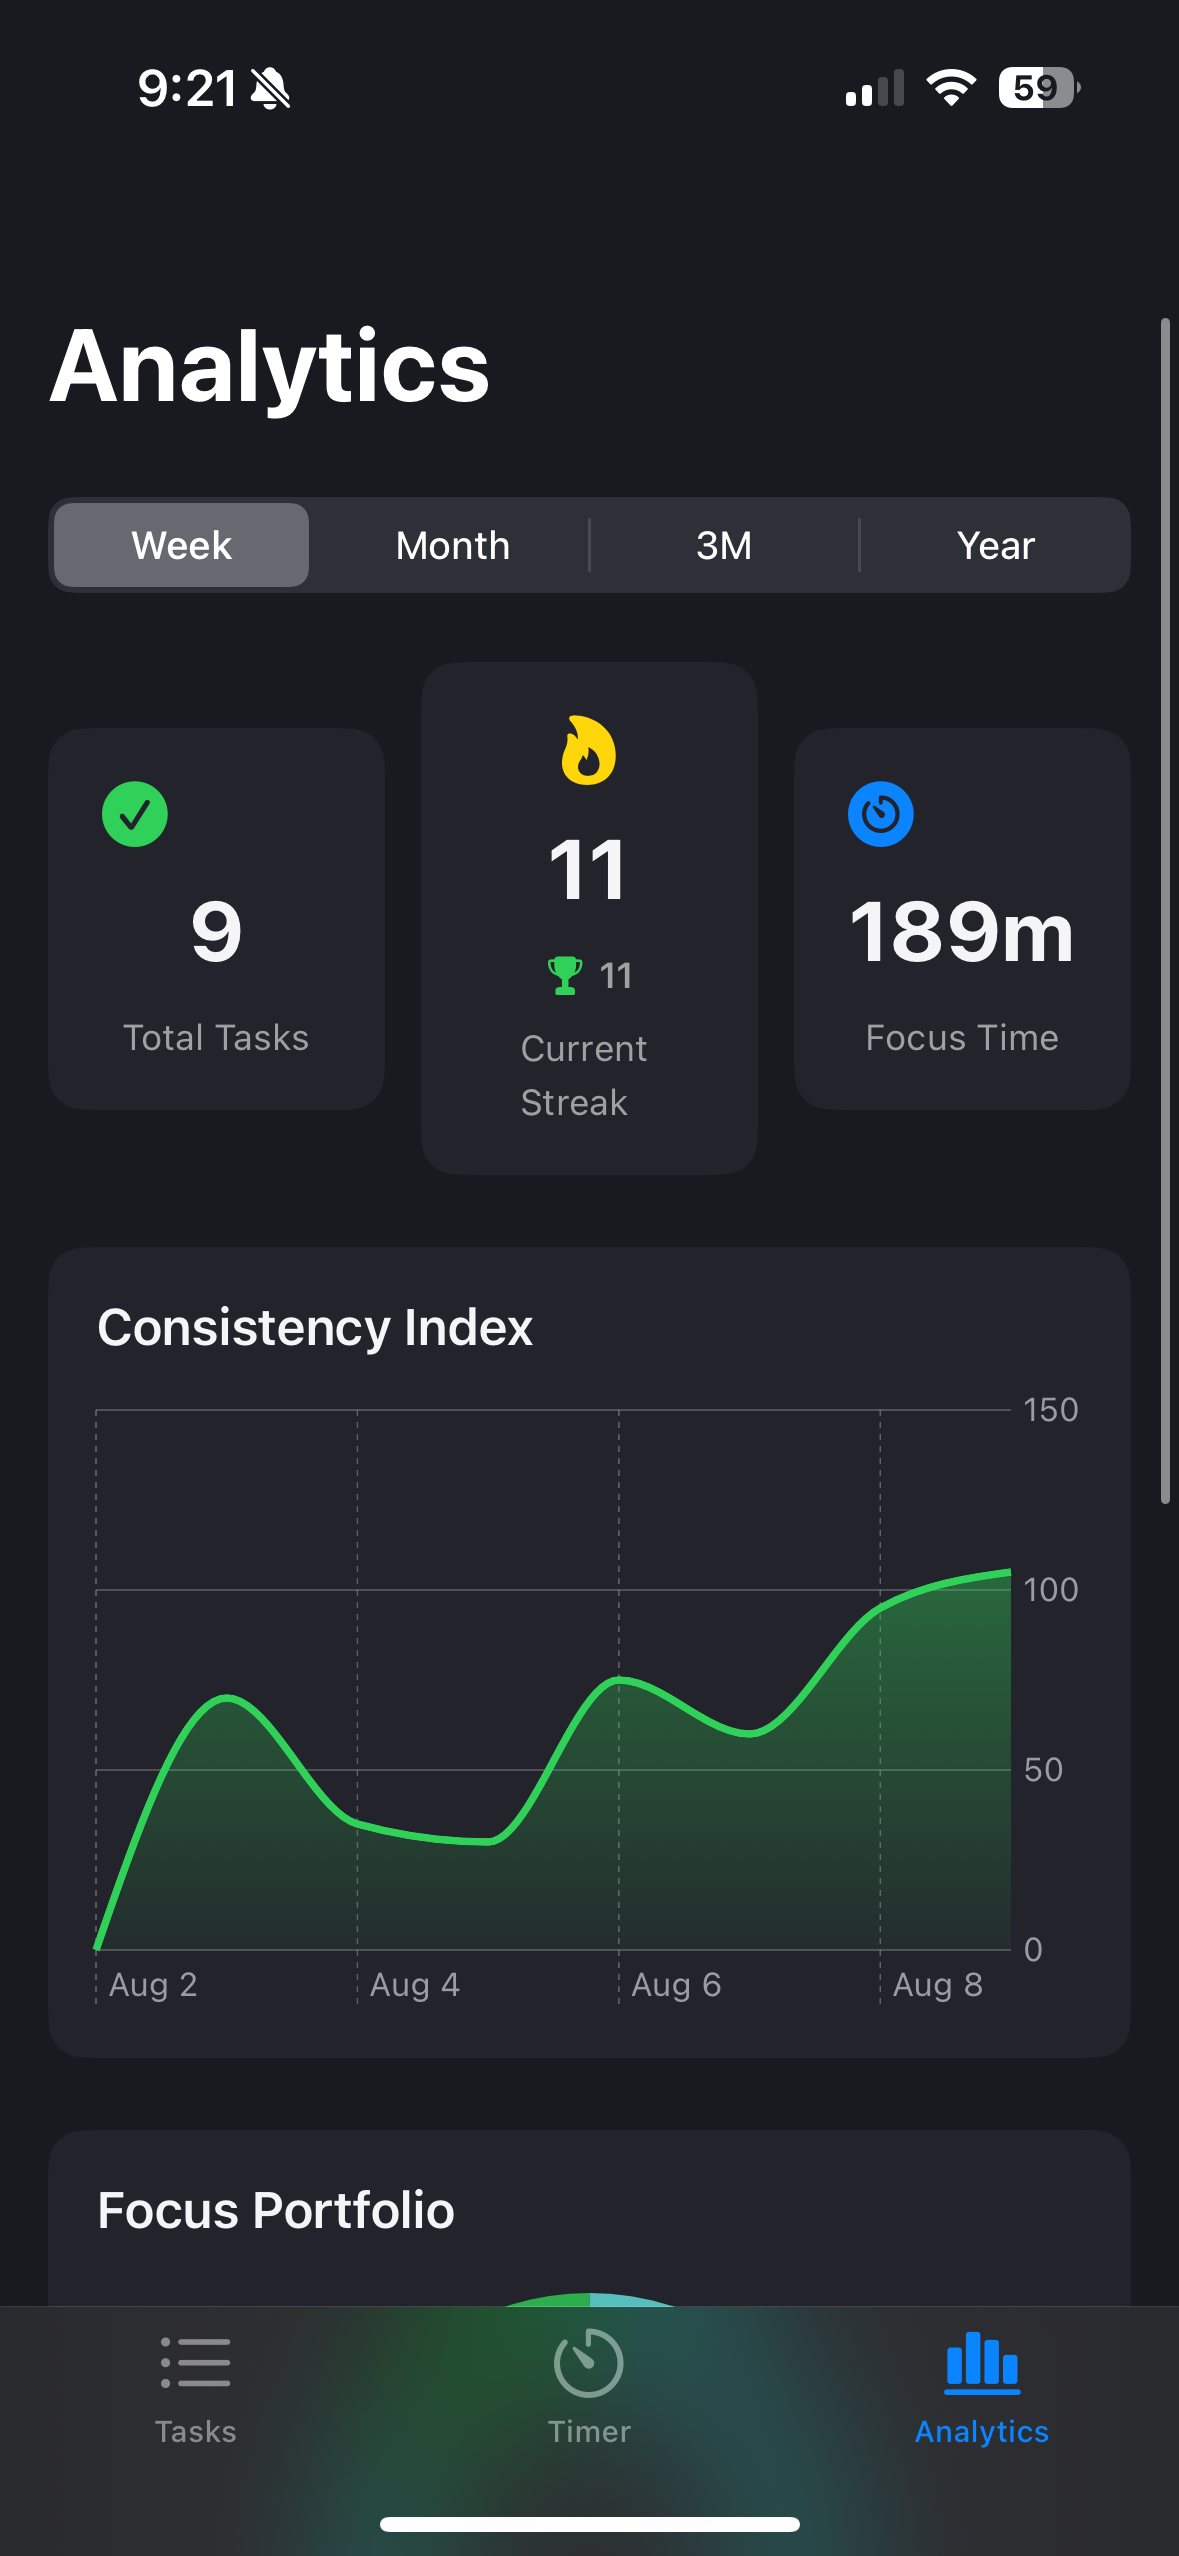 9:21
59
Analytics
Week Month 3M Year
9
Total Tasks
11
11
Current
Streak
189m
Focus Time
Consistency Index
150
100
50
0
Aug 2 Aug 4 Aug 6 Aug 8
Focus Portfolio
Tasks Timer Analytics